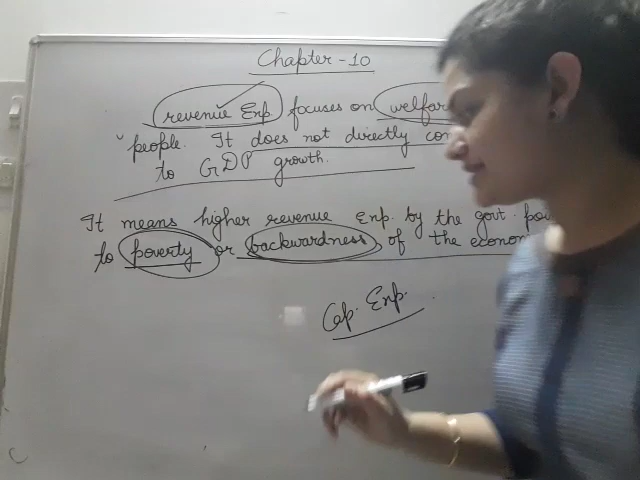 Chapter - 10
revenue Exp focuses on welfar
people. It does not directly con
to GDP growth.
It means higher revenue Exp. by the govt. poi
to poverty or backwardness of the econom
Cap. Exp.